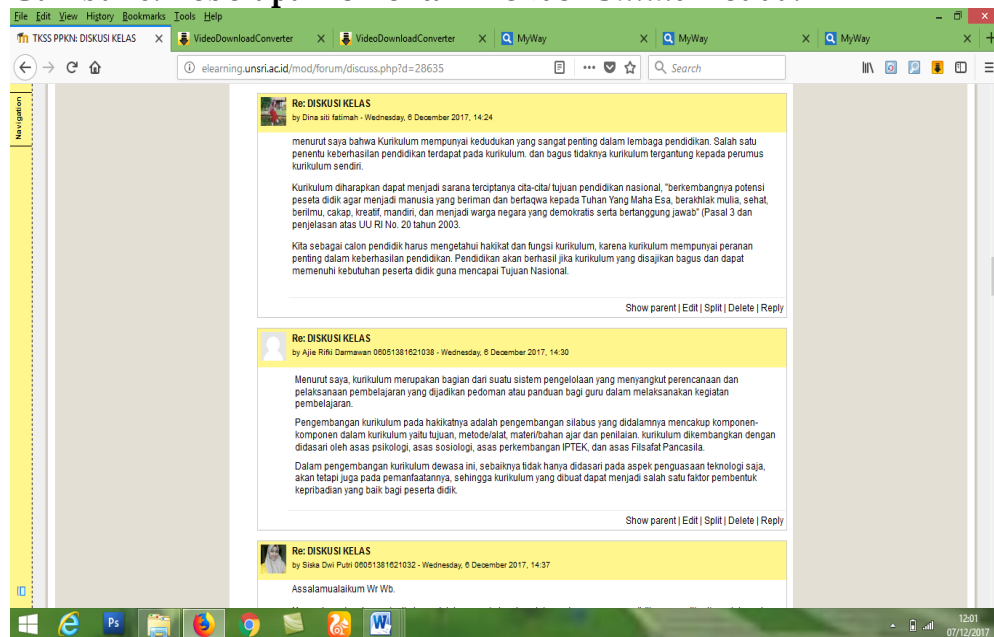 File Edit View History Bookmarks Tools Help
TKSS PPKN: DISKUSI KELAS
VideoDownloadConverter
VideoDownloadConverter
MyWay
MyWay
MyWay
elearning.unsri.ac.id/mod/forum/discuss.php?d=28635
Search
Navigation
Re: DISKUSI KELAS
by Dina siti fatimah - Wednesday, 6 December 2017, 14:24
menurut saya bahwa Kurikulum mempunyai kedudukan yang sangat penting dalam lembaga pendidikan. Salah satu
penentu keberhasilan pendidikan terdapat pada kurikulum. dan bagus tidaknya kurikulum tergantung kepada perumus
kurikulum sendiri.
Kurikulum diharapkan dapat menjadi sarana terciptanya cita-cita/ tujuan pendidikan nasional, "berkembangnya potensi
peseta didik agar menjadi manusia yang beriman dan bertaqwa kepada Tuhan Yang Maha Esa, berakhlak mulia, sehat,
berilmu, cakap, kreatif, mandiri, dan menjadi warga negara yang demokratis serta bertanggung jawab" (Pasal 3 dan
penjelasan atas UU RI No. 20 tahun 2003.
Kita sebagai calon pendidik harus mengetahui hakikat dan fungsi kurikulum, karena kurikulum mempunyai peranan
penting dalam keberhasilan pendidikan. Pendidikan akan berhasil jika kurikulum yang disajikan bagus dan dapat
memenuhi kebutuhan peserta didik guna mencapai Tujuan Nasional.
Show parent | Edit | Split | Delete | Reply
Re: DISKUSI KELAS
by Ajie Rifki Darmawan 06051381621038 - Wednesday, 6 December 2017, 14:30
Menurut saya, kurikulum merupakan bagian dari suatu sistem pengelolaan yang menyangkut perencanaan dan
pelaksanaan pembelajaran yang dijadikan pedoman atau panduan bagi guru dalam melaksanakan kegiatan
pembelajaran.
Pengembangan kurikulum pada hakikatnya adalah pengembangan silabus yang didalamnya mencakup komponen-
komponen dalam kurikulum yaitu tujuan, metode/alat, materi/bahan ajar dan penilaian. kurikulum dikembangkan dengan
didasari oleh asas psikologi, asas sosiologi, asas perkembangan IPTEK, dan asas Filsafat Pancasila.
Dalam pengembangan kurikulum dewasa ini, sebaiknya tidak hanya didasari pada aspek penguasaan teknologi saja,
akan tetapi juga pada pemanfaatannya, sehingga kurikulum yang dibuat dapat menjadi salah satu faktor pembentuk
kepribadian yang baik bagi peserta didik.
Show parent | Edit | Split | Delete | Reply
Re: DISKUSI KELAS
by Siska Dwi Putri 06051381621032 - Wednesday, 6 December 2017, 14:37
Assalamualaikum Wr Wb.
Ps
12:01
07/12/2017